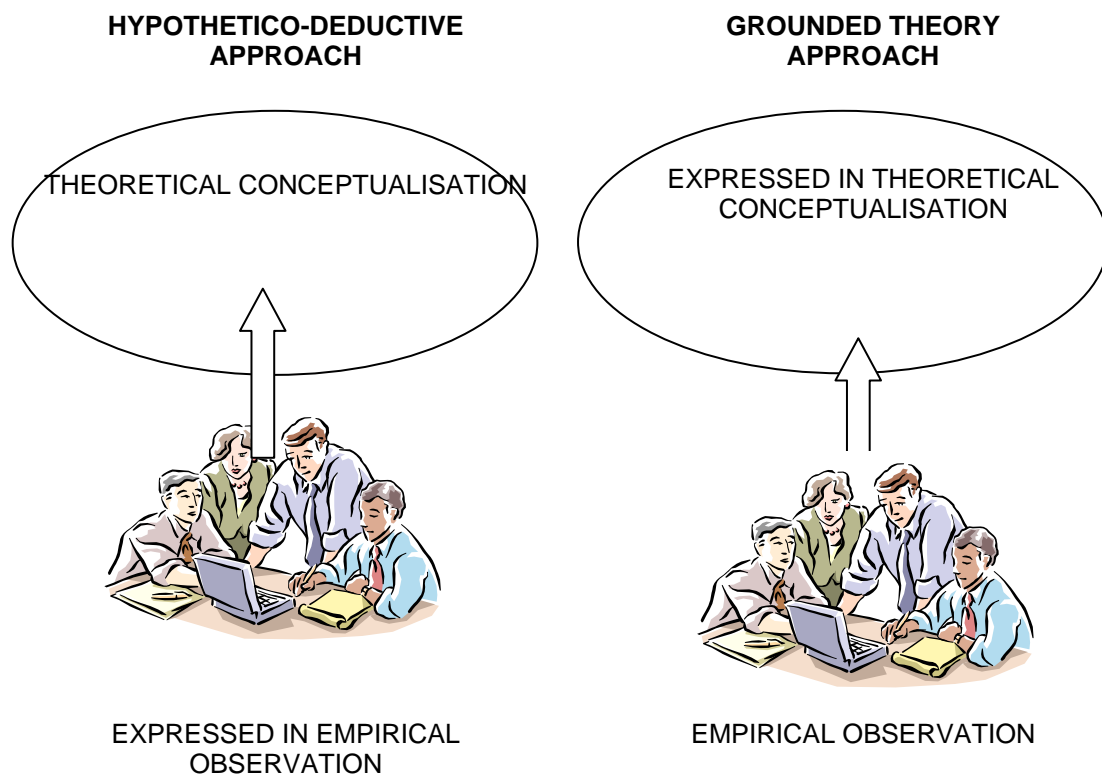 HYPOTHETICO-DEDUCTIVE
APPROACH
THEORETICAL CONCEPTUALISATION
EXPRESSED IN EMPIRICAL
OBSERVATION
GROUNDED THEORY
APPROACH
EXPRESSED IN THEORETICAL
CONCEPTUALISATION
EMPIRICAL OBSERVATION